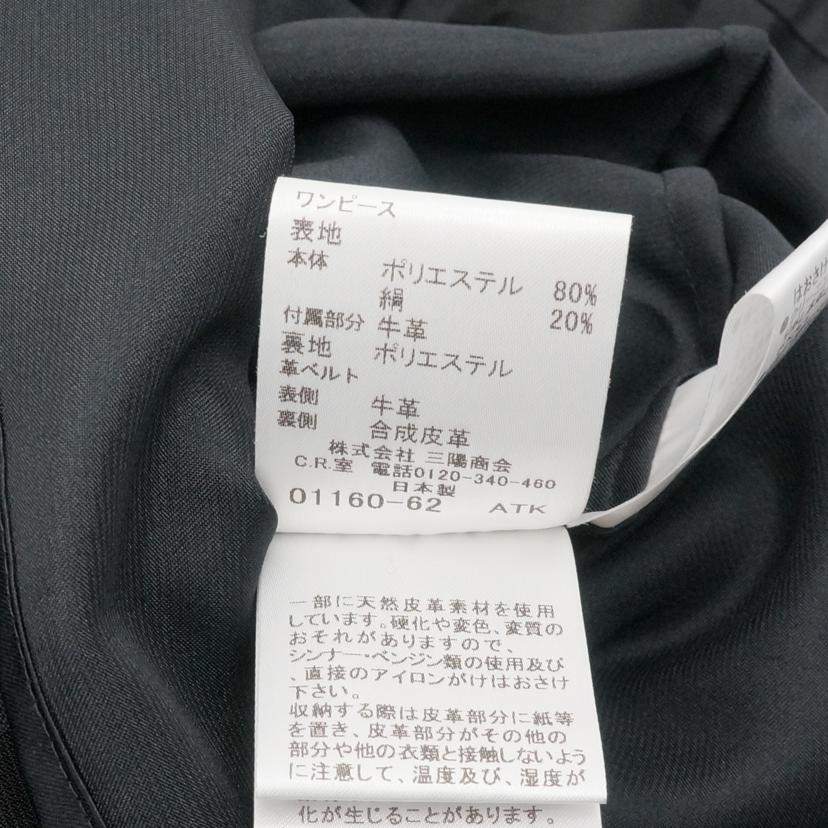 ワンピース
表地
本体 ポリエステル 80%
絹 20%
付属部分 牛革
裏地 ポリエステル
革ベルト
表側 牛革
裏側 合成皮革
株式会社 三陽商会
C.R.室 電話0120-340-460
日本製
01160-62 ATK
一部に天然皮革素材を使用
しています。硬化や変色、変質の
おそれがありますので、
シンナー・ベンジン類の使用及び
、直接のアイロンがけはおさけ
下さい。
収納する際は皮革部分に紙等
を置き、皮革部分がその他の
部分や他の衣類と接触しないよう
に注意して、温度及び、湿度が
化が生じることがあります。
はおさけ